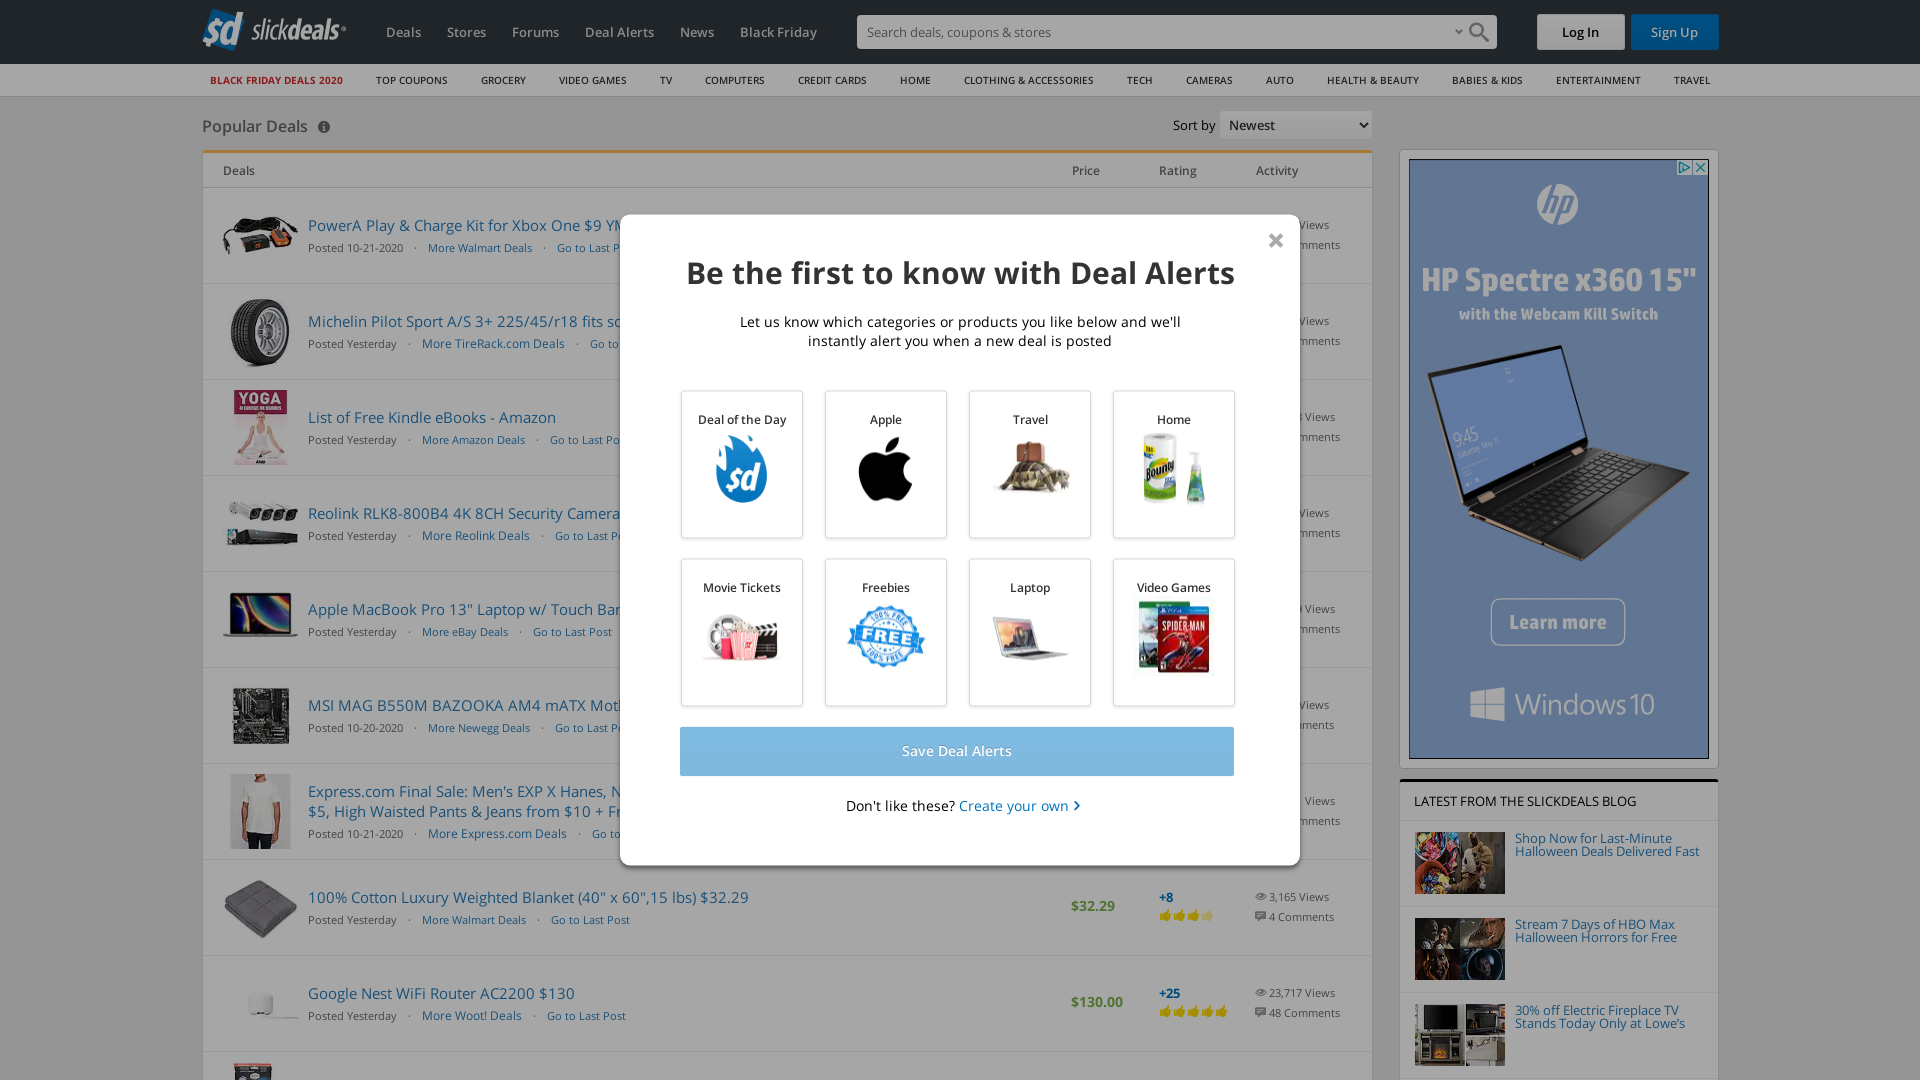 sd slickdeals
Deals
Stores
Forums
Deal Alerts
News
Black Friday
Search deals, coupons & stores
Log In
Sign Up
BLACK FRIDAY DEALS 2020
TOP COUPONS
GROCERY
VIDEO GAMES
TV
COMPUTERS
CREDIT CARDS
HOME
CLOTHING & ACCESSORIES
TECH
CAMERAS
AUTO
HEALTH & BEAUTY
BABIES & KIDS
ENTERTAINMENT
TRAVEL
Popular Deals
Sort by
Newest
Deals
Price
Rating
Activity
PowerA Play & Charge Kit for Xbox One $9
Posted 10-21-2020 · More Walmart Deals · Go to Last
Views
Michelin Pilot Sport A/S 3+ 225/45/r18 fits
Posted Yesterday · More TireRack.com Deals · Go to
Views
List of Free Kindle eBooks - Amazon
Posted Yesterday · More Amazon Deals · Go to Last
Views
Reolink RLK8-800B4 4K 8CH Security Camera
Posted Yesterday · More Reolink Deals · Go to Last
Views
Apple MacBook Pro 13" Laptop w/ Touch Bar
Posted Yesterday · More eBay Deals · Go to Last Post
Views
MSI MAG B550M BAZOOKA AM4 mATX
Posted 10-20-2020 · More Newegg Deals · Go to Last
Views
Express.com Final Sale: Men's EXP X Hanes,
$5, High Waisted Pants & Jeans from $10 +
Posted 10-21-2020 · More Express.com Deals · Go to
Views
100% Cotton Luxury Weighted Blanket (40" x 60",15 lbs) $32.29
Posted Yesterday · More Walmart Deals · Go to Last Post
$32.29
+8
3,165 Views
4 Comments
Google Nest WiFi Router AC2200 $130
Posted Yesterday · More Woot! Deals · Go to Last Post
$130.00
+25
23,717 Views
48 Comments
Be the first to know with Deal Alerts
Let us know which categories or products you like below and we'll
instantly alert you when a new deal is posted
Deal of the Day
sd
Apple
Travel
Home
Bounty
Movie Tickets
Freebies
100% FREE
FREE
100% FREE
Laptop
Video Games
SPIDER-MAN
Save Deal Alerts
Don't like these? Create your own
hp
HP Spectre x360 15"
with the Webcam Kill Switch
9:45
Learn more
Windows 10
LATEST FROM THE SLICKDEALS BLOG
Shop Now for Last-Minute
Halloween Deals Delivered Fast
Stream 7 Days of HBO Max
Halloween Horrors for Free
30% off Electric Fireplace TV
Stands Today Only at Lowe's
YOGA